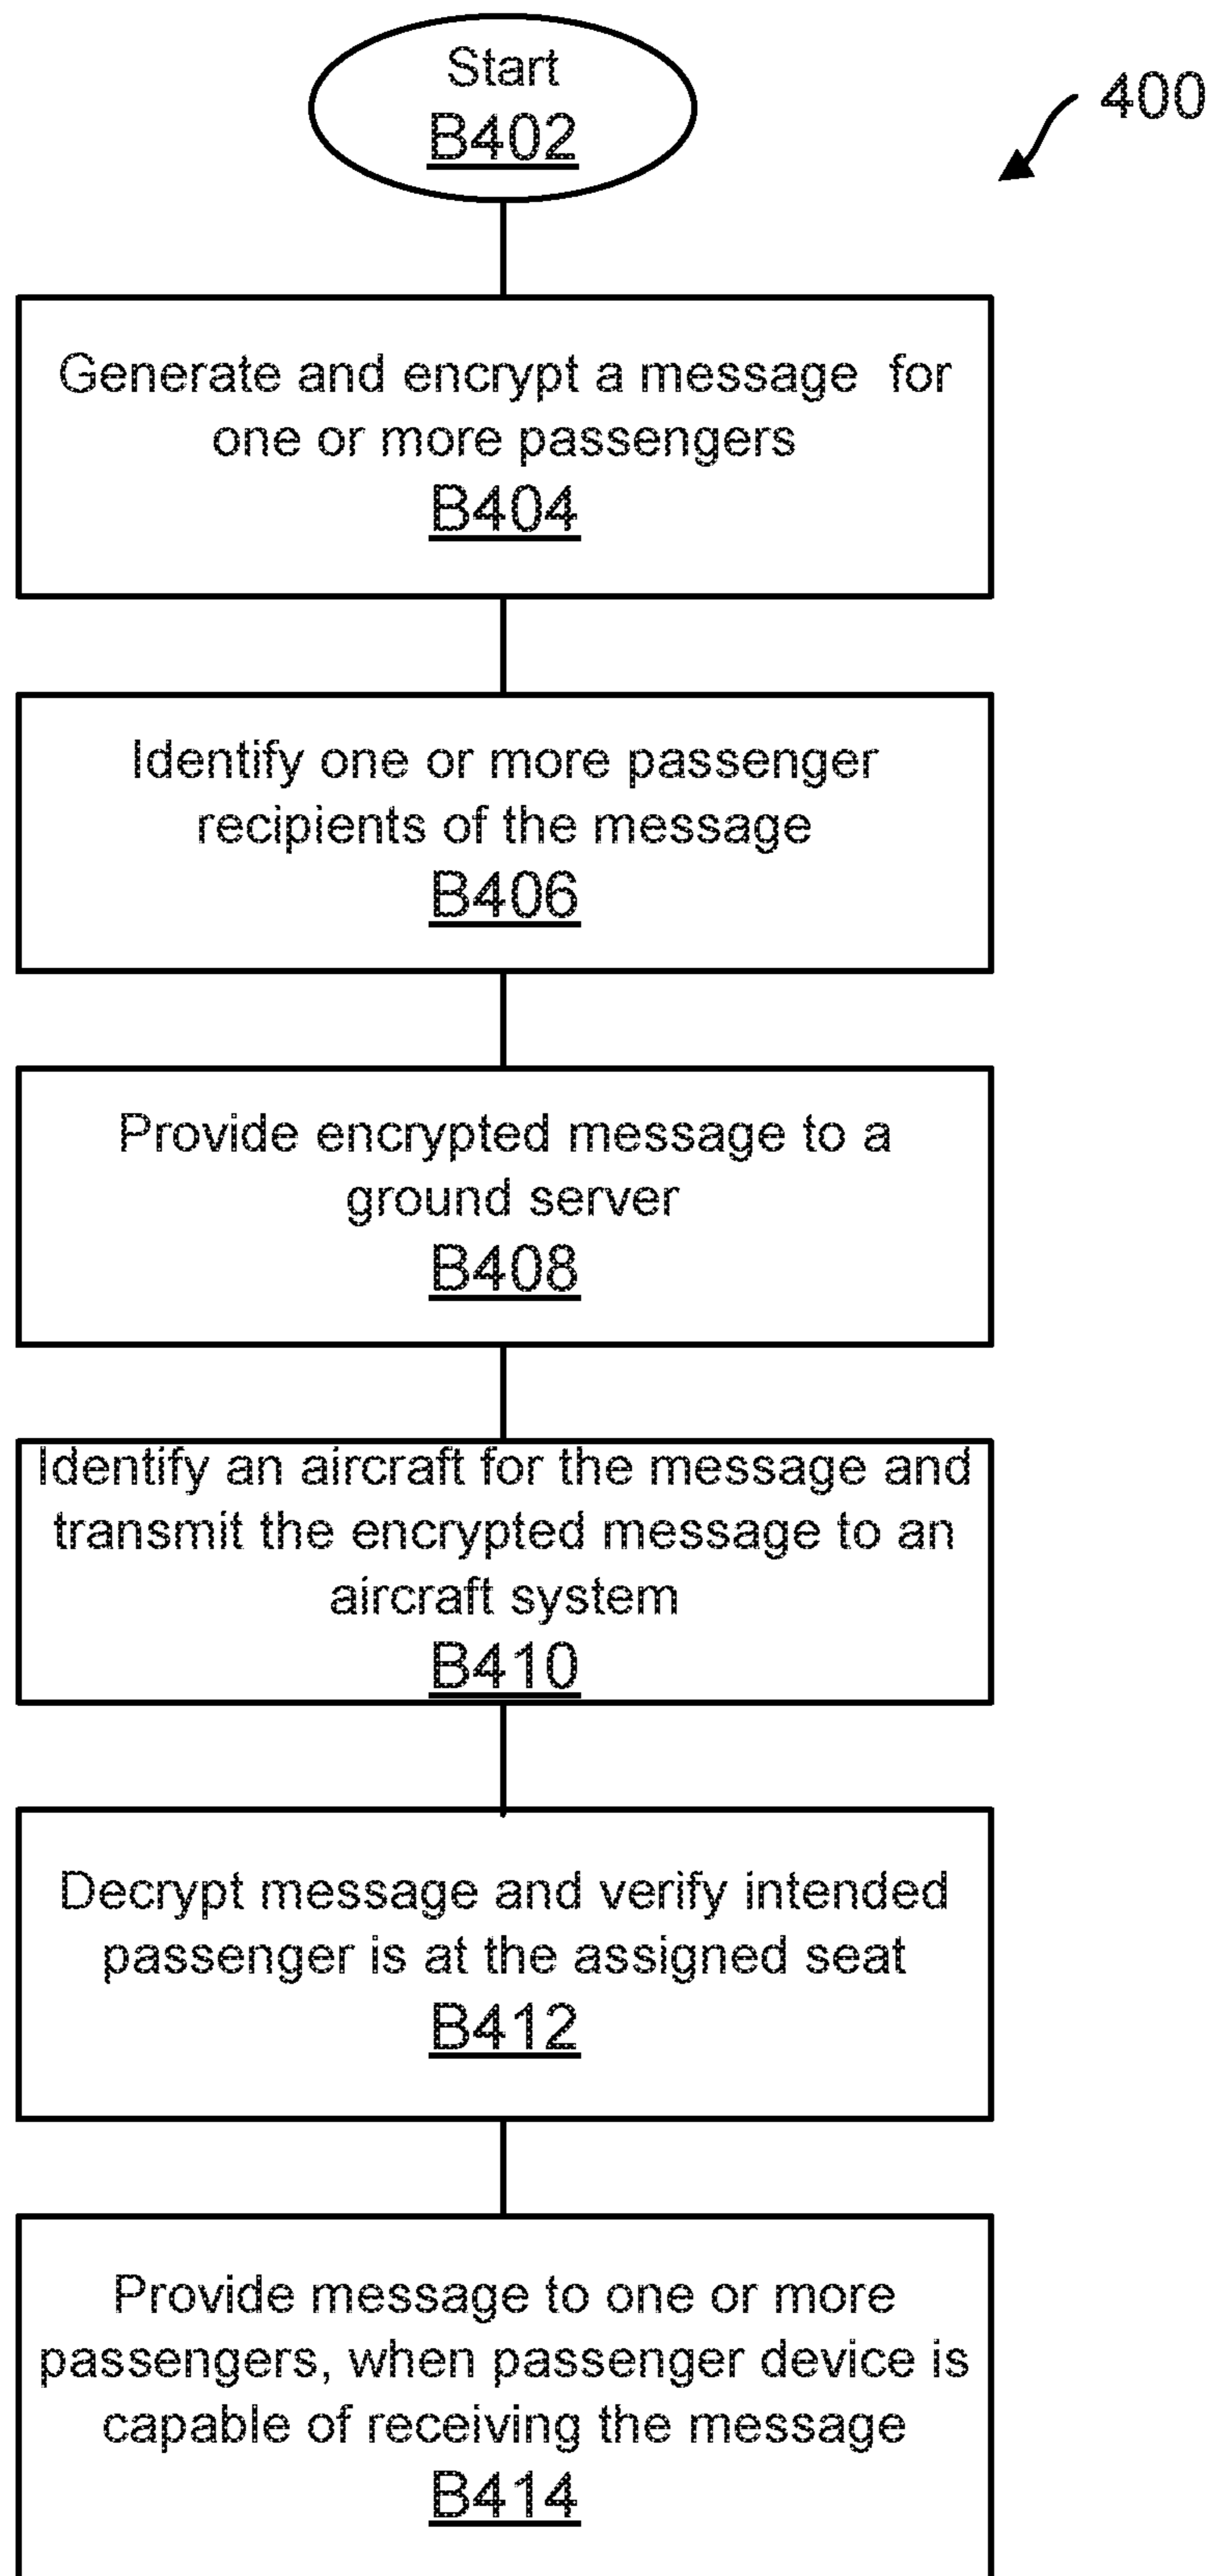 Start
B402
400
Generate and encrypt a message for
one or more passengers
B404
Identify one or more passenger
recipients of the message
B406
Provide encrypted message to a
ground server
B408
Identify an aircraft for the message and
transmit the encrypted message to an
aircraft system
B410
Decrypt message and verify intended
passenger is at the assigned seat
B412
Provide message to one or more
passengers, when passenger device is
capable of receiving the message
B414